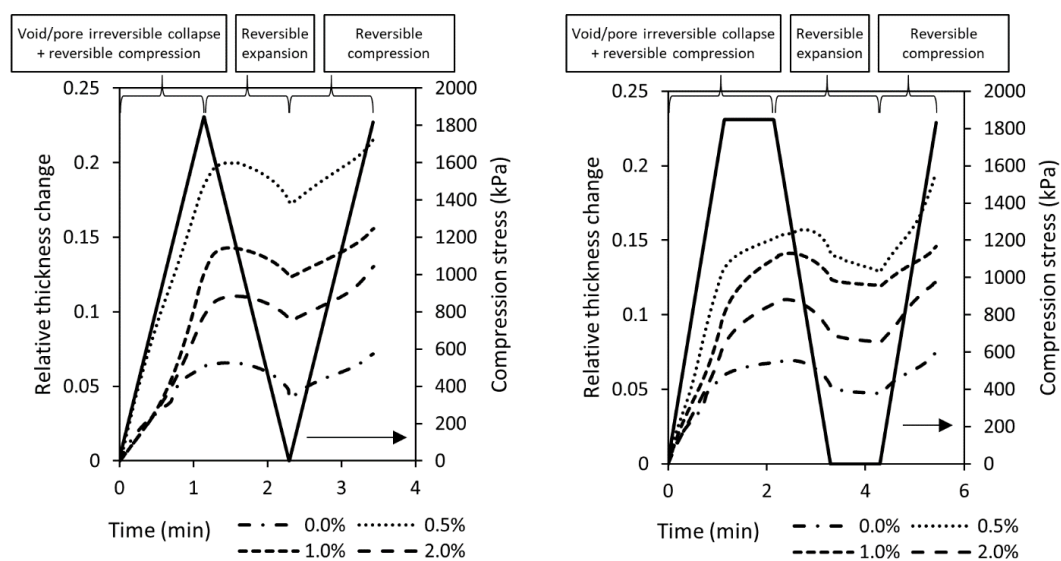 Void/pore irreversible collapse
+ reversible compression
Reversible
expansion
Reversible
compression
0.25
0.2
0.15
0.1
0.05
0
Relative thickness change
2000
1800
1600
1400
1200
1000
800
600
400
200
0
Compression stress (kPa)
0 1 2 3 4
Time (min)
0.0% 0.5%
1.0% 2.0%
Void/pore irreversible collapse
+ reversible compression
Reversible
expansion
Reversible
compression
0.25
0.2
0.15
0.1
0.05
0
Relative thickness change
2000
1800
1600
1400
1200
1000
800
600
400
200
0
Compression stress (kPa)
0 2 4 6
Time (min)
0.0% 0.5%
1.0% 2.0%